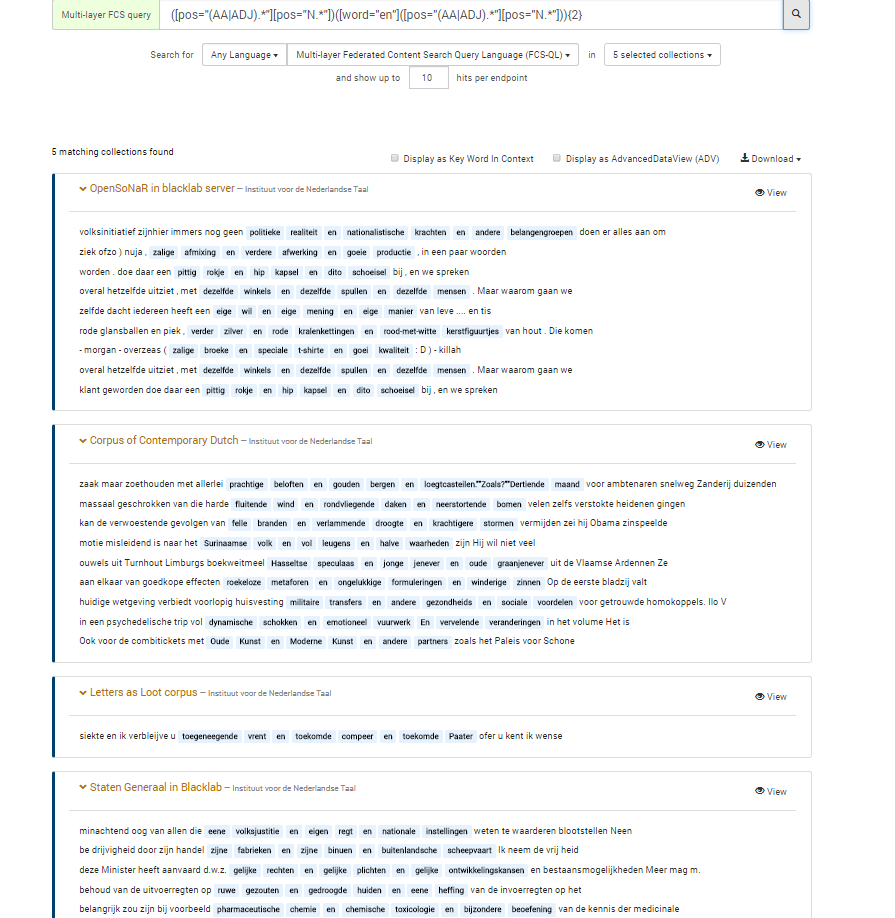 Multi-layer FCS query ([pos="(AA|ADJ).*"][pos="N.*"])([word="en"]([pos="(AA|ADJ).*"][pos="N.*"])){2}
Search for Any Language Multi-layer Federated Content Search Query Language (FCS-QL) in 5 selected collections
and show up to 10 hits per endpoint
5 matching collections found
Display as Key Word In Context Display as AdvancedDataView (ADV) Download
OpenSoNaR in blacklab server – Instituut voor de Nederlandse Taal View
volksinitiatief zijnhier immers nog geen politieke realiteit en nationalistische krachten en andere belangengroepen doen er alles aan om
ziek ofzo ) nuja , zalige afmixing en verdere afwerking en goeie productie , in een paar woorden
worden . doe daar een pittig rokje en hip kapsel en dito schoeisel bij , en we spreken
overal hetzelfde uitziet , met dezelfde winkels en dezelfde spullen en dezelfde mensen . Maar waarom gaan we
zelfde dacht iedereen heeft een eige wil en eige mening en eige manier van leve .... en tis
rode glansballen en piek , verder zilver en rode kralenkettingen en rood-met-witte kerstfiguurtjes van hout . Die komen
- morgan - overzeas ( zalige broeke en speciale t-shirte en goei kwaliteit : D ) - killah
overal hetzelfde uitziet , met dezelfde winkels en dezelfde spullen en dezelfde mensen . Maar waarom gaan we
klant geworden doe daar een pittig rokje en hip kapsel en dito schoeisel bij , en we spreken
Corpus of Contemporary Dutch – Instituut voor de Nederlandse Taal View
zaak maar zoethouden met allerlei prachtige beloften en gouden bergen en loegtcasteilen.""Zoals?""Dertiende maand voor ambtenaren snelweg Zanderij duizenden
massaal geschrokken van die harde fluitende wind en rondvliegende daken en neerstortende bomen velen zelfs verstokte heidenen gingen
kan de verwoestende gevolgen van felle branden en verlammende droogte en krachtigere stormen vermijden zei hij Obama zinspeelde
motie misleidend is naar het Surinaamse volk en vol leugens en halve waarheden zijn Hij wil niet veel
ouwels uit Turnhout Limburgs boekweitmeel Hasseltse speculaas en jonge jenever en oude graanjenever uit de Vlaamse Ardennen Ze
aan elkaar van goedkope effecten roekeloze metaforen en ongelukkige formuleringen en winderige zinnen Op de eerste bladzij valt
huidige wetgeving verbiedt voorlopig huisvesting militaire transfers en andere gezondheids en sociale voordelen voor getrouwde homokoppels. Ilo V
in een psychedelische trip vol dynamische schokken en emotioneel vuurwerk En vervelende veranderingen in het volume Het is
Ook voor de combitickets met Oude Kunst en Moderne Kunst en andere partners zoals het Paleis voor Schone
Letters as Loot corpus – Instituut voor de Nederlandse Taal View
siekte en ik verbleijve u toegeneegende vrent en toekomde compeer en toekomde Paater ofer u kent ik wense
Staten Generaal in Blacklab – Instituut voor de Nederlandse Taal View
minachtend oog van allen die eene volksjustitie en eigen regt en nationale instellingen weten te waarderen blootstellen Neen
be drijvigheid door zijn handel zijne fabrieken en zijne binuen en buitenlandsche scheepvaart Ik neem de vrij heid
deze Minister heeft aanvaard d.w.z. gelijke rechten en gelijke plichten en gelijke ontwikkelingskansen en bestaansmogelijkheden Meer mag m.
behoud van de uitvoerregten op ruwe gezouten en gedroogde huiden en eene heffing van de invoerregten op het
belangrijk zou zijn bij voorbeeld pharmaceutische chemie en chemische toxicologie en bijzondere beoefening van de kennis der medicinale